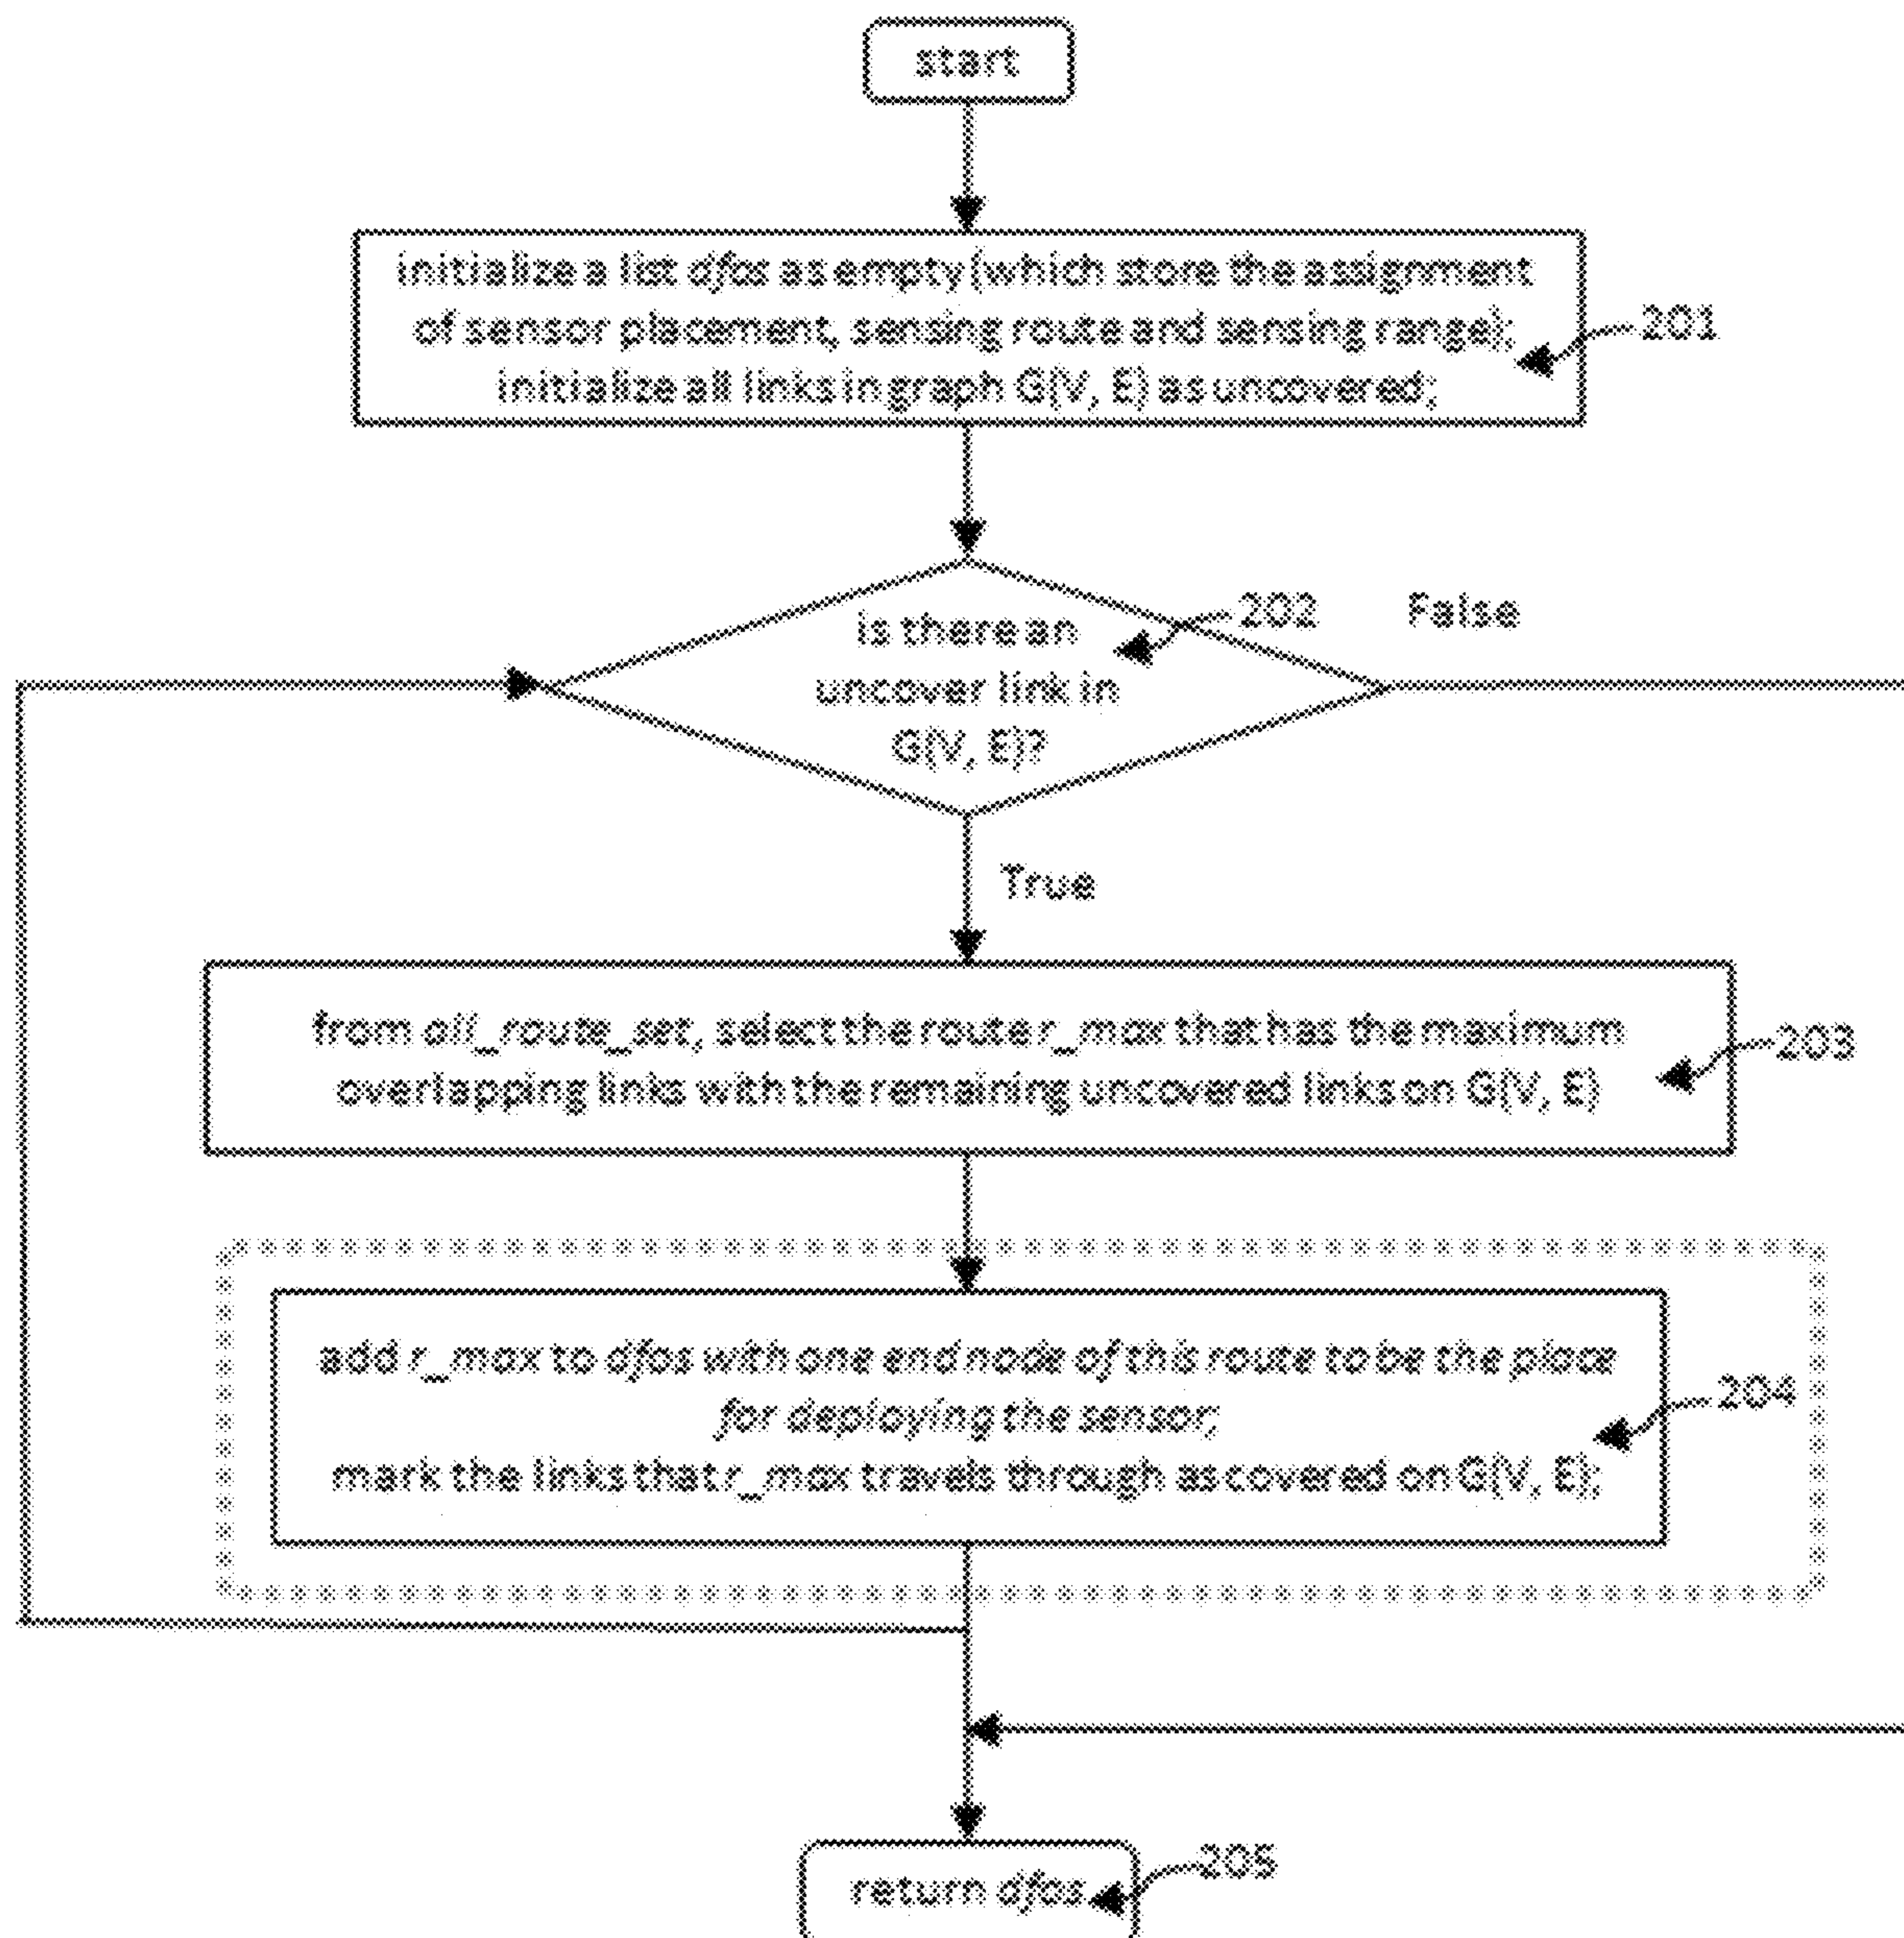 start
initialize a list dfos as empty (which store the assignment
of sensor placement, sensing route and sensing range);
initialize all links in graph G(V, E) as uncovered;
201
is there an
uncover link in
G(V, E)?
202
False
True
from all_route_set, select the route r_max that has the maximum
overlapping links with the remaining uncovered links on G(V, E)
203
add r_max to dfos with one end node of this route to be the place
for deploying the sensor;
mark the links that r_max travels through as covered on G(V, E);
204
return dfos
205